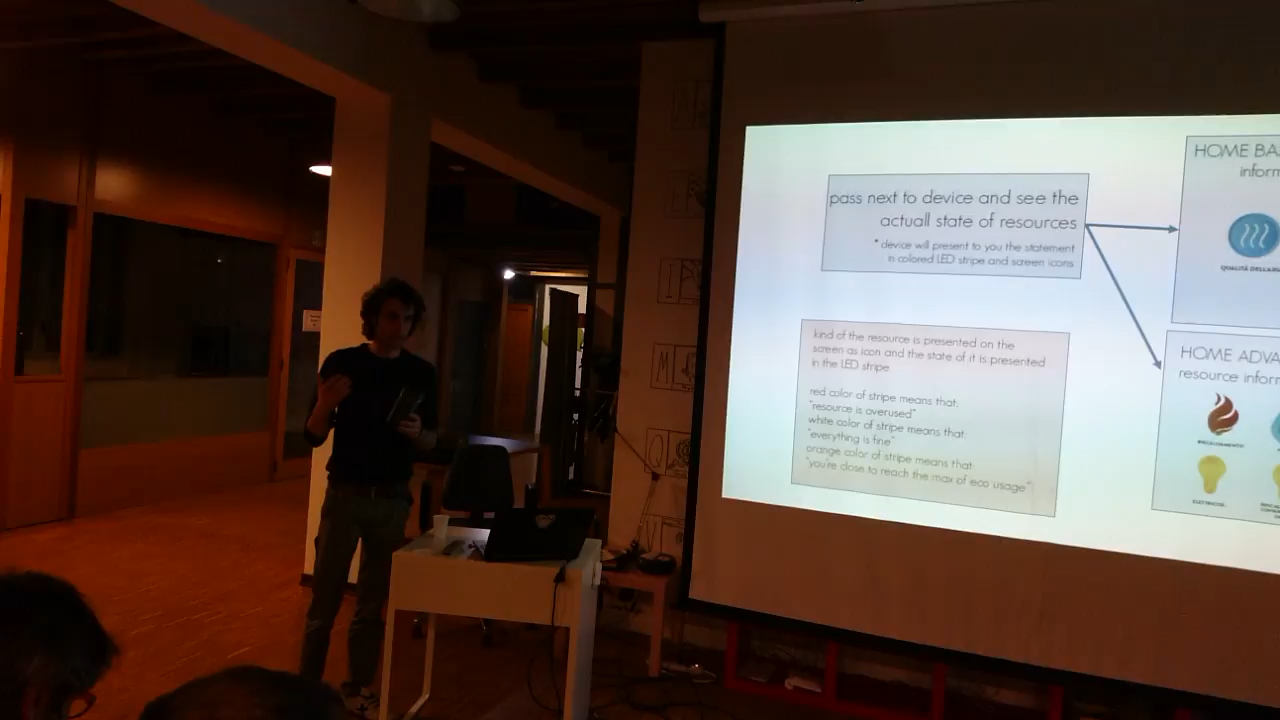 pass next to device and see the
actuall state of resources
* device will present to you the statement
in colored LED stripe and screen icons
kind of the resource is presented on the
screen as icon and the state of it is presented
in the LED stripe
red color of stripe means that:
"resource is overused"
white color of stripe means that
"everything is fine"
orange color of stripe means that:
"you're close to reach the max of eco usage"
HOME BA
inform
QUALITÀ
HOME ADVA
resource inform
RISCALDAMENTO